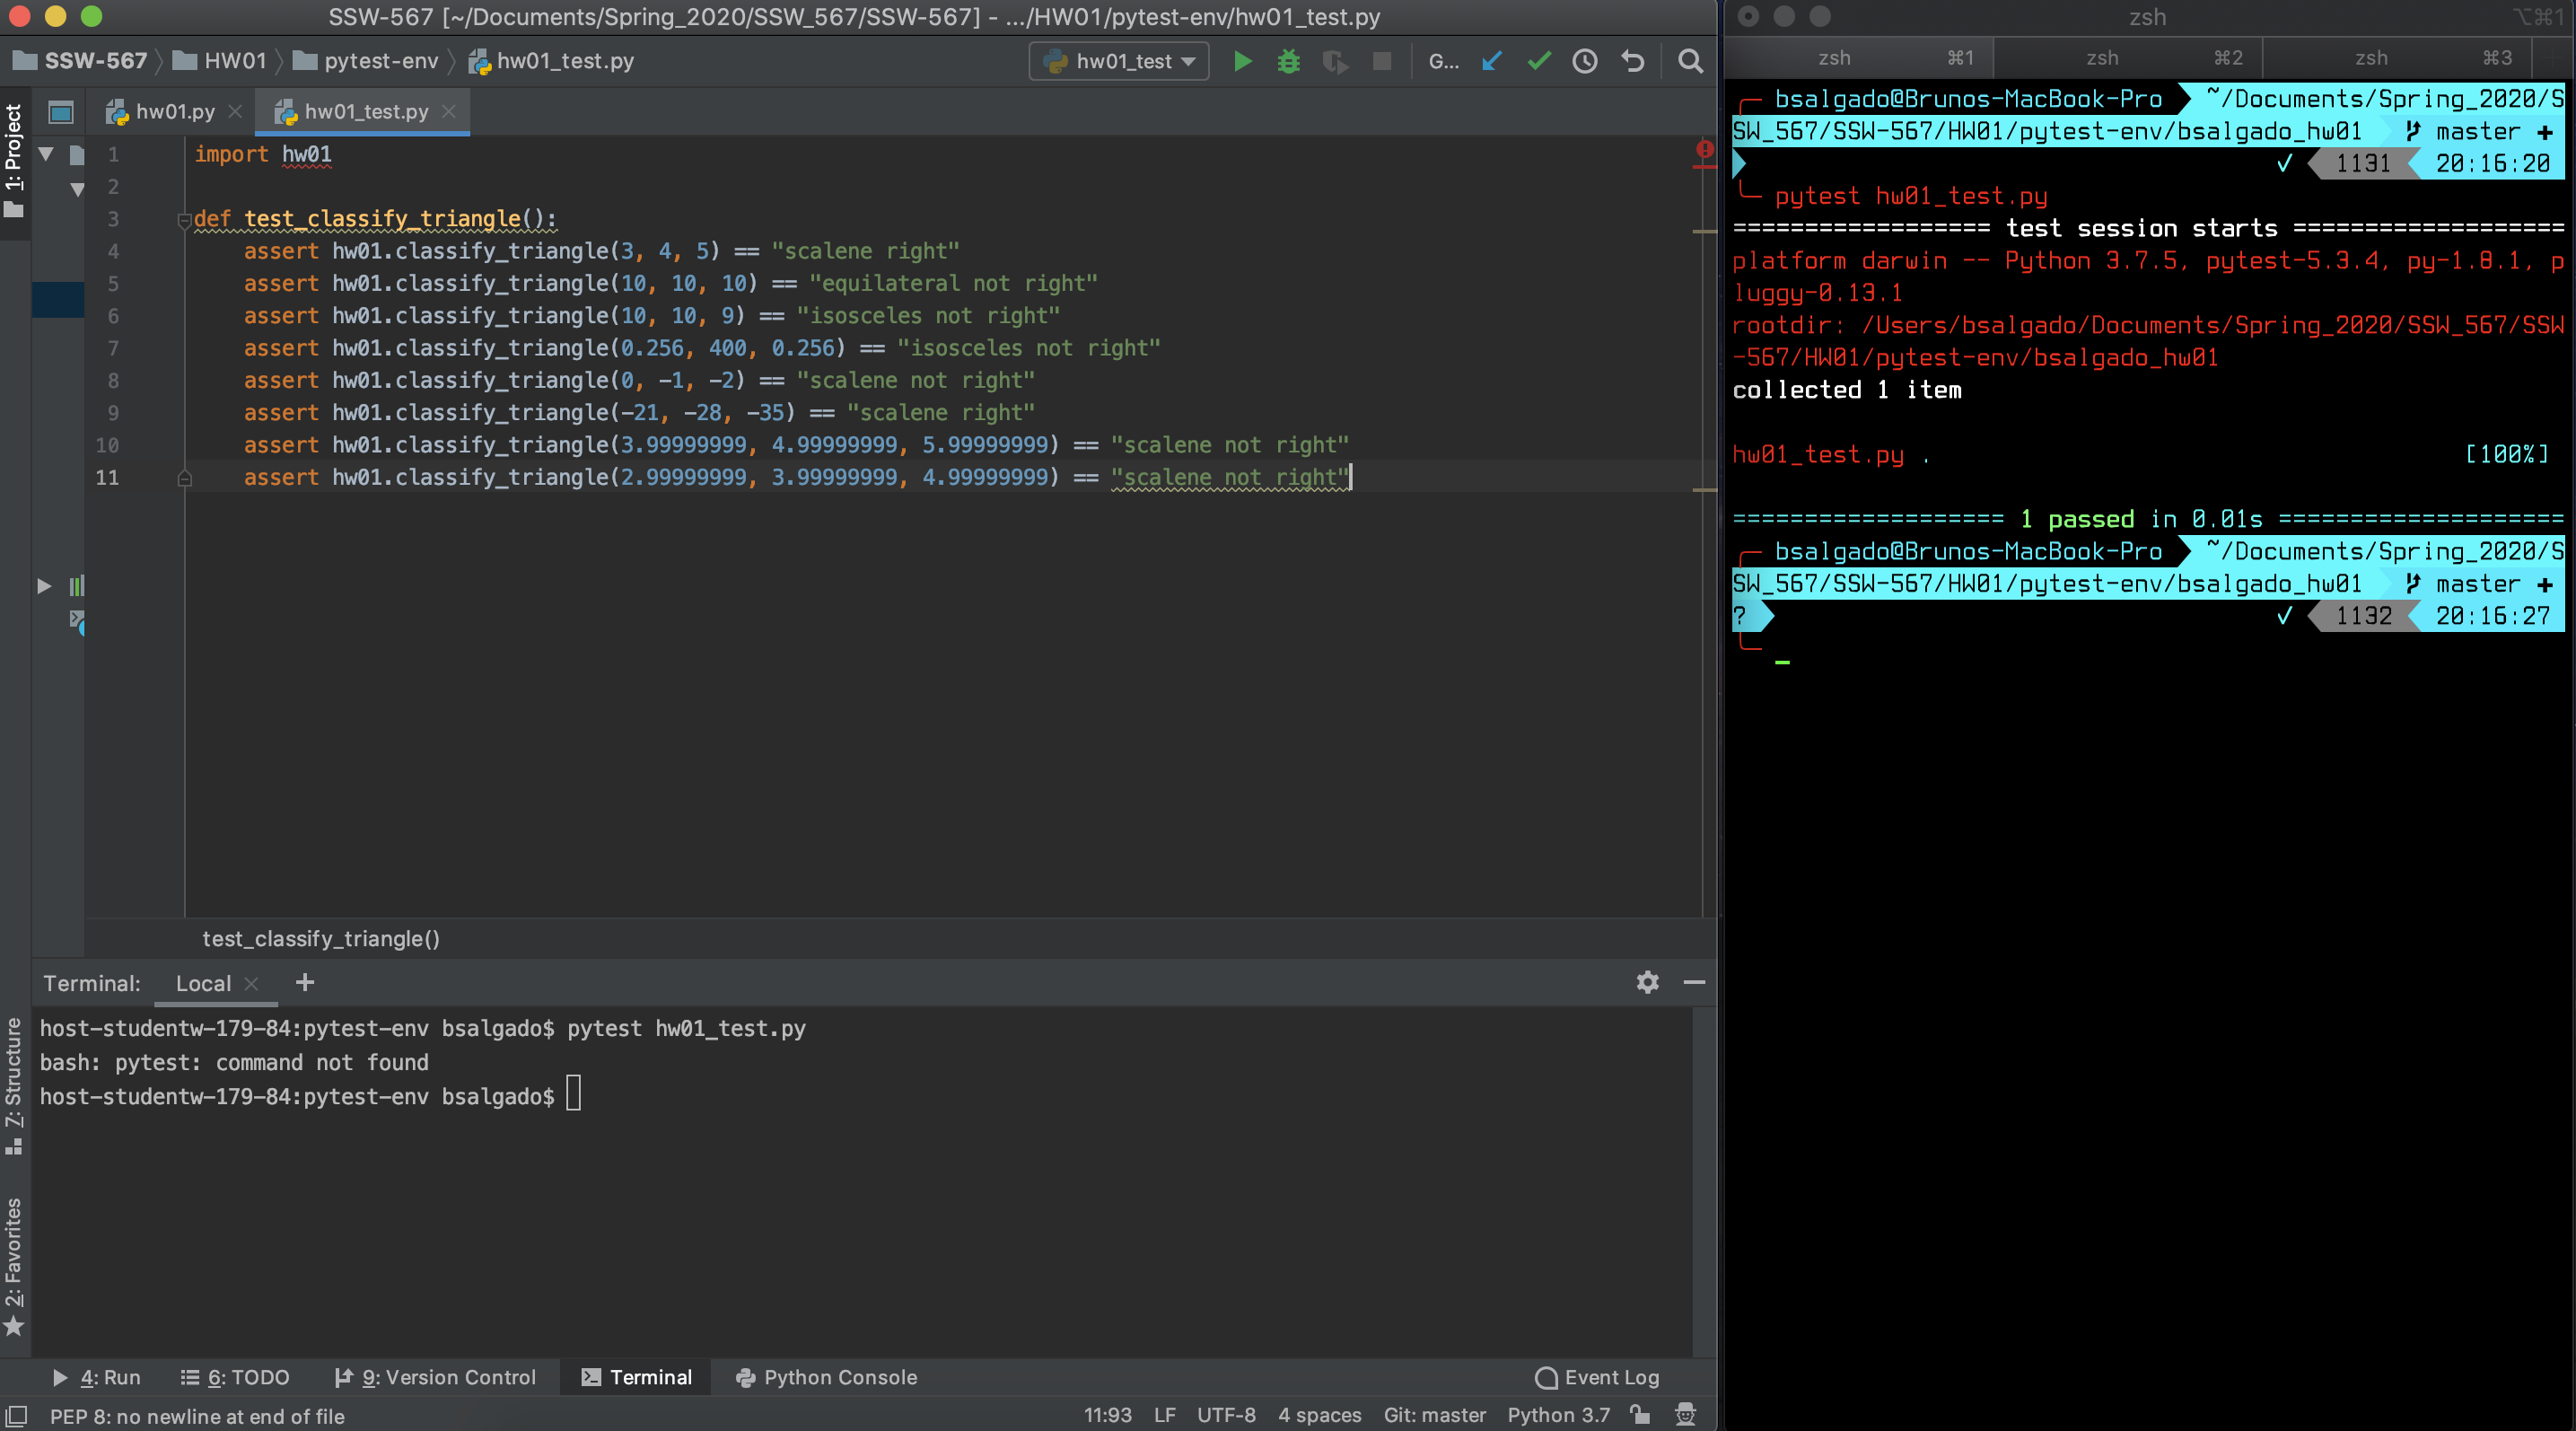 SSW-567 [~/Documents/Spring_2020/SSW_567/SSW-567] - .../HW01/pytest-env/hw01_test.py
SSW-567 HW01 pytest-env hw01_test.py hw01_test G...
1: Project
hw01.py hw01_test.py
1 import hw01
2
3 def test_classify_triangle():
4 assert hw01.classify_triangle(3, 4, 5) == "scalene right"
5 assert hw01.classify_triangle(10, 10, 10) == "equilateral not right"
6 assert hw01.classify_triangle(10, 10, 9) == "isosceles not right"
7 assert hw01.classify_triangle(0.256, 400, 0.256) == "isosceles not right"
8 assert hw01.classify_triangle(0, -1, -2) == "scalene not right"
9 assert hw01.classify_triangle(-21, -28, -35) == "scalene right"
10 assert hw01.classify_triangle(3.99999999, 4.99999999, 5.99999999) == "scalene not right"
11 assert hw01.classify_triangle(2.99999999, 3.99999999, 4.99999999) == "scalene not right"
test_classify_triangle()
Terminal: Local +
host-studentw-179-84:pytest-env bsalgado$ pytest hw01_test.py
bash: pytest: command not found
host-studentw-179-84:pytest-env bsalgado$
7: Structure
2: Favorites
4: Run 6: TODO 9: Version Control Terminal Python Console Event Log
PEP 8: no newline at end of file 11:93 LF UTF-8 4 spaces Git: master Python 3.7
zsh ⌥⌘1
zsh ⌘1 zsh ⌘2 zsh ⌘3
bsalgado@Brunos-MacBook-Pro ~/Documents/Spring_2020/S
SW_567/SSW-567/HW01/pytest-env/bsalgado_hw01 master +
✓ 1131 20:16:20
pytest hw01_test.py
================== test session starts ===================
platform darwin -- Python 3.7.5, pytest-5.3.4, py-1.8.1, p
luggy-0.13.1
rootdir: /Users/bsalgado/Documents/Spring_2020/SSW_567/SSW
-567/HW01/pytest-env/bsalgado_hw01
collected 1 item
hw01_test.py . [100%]
=================== 1 passed in 0.01s ====================
bsalgado@Brunos-MacBook-Pro ~/Documents/Spring_2020/S
SW_567/SSW-567/HW01/pytest-env/bsalgado_hw01 master +
? ✓ 1132 20:16:27